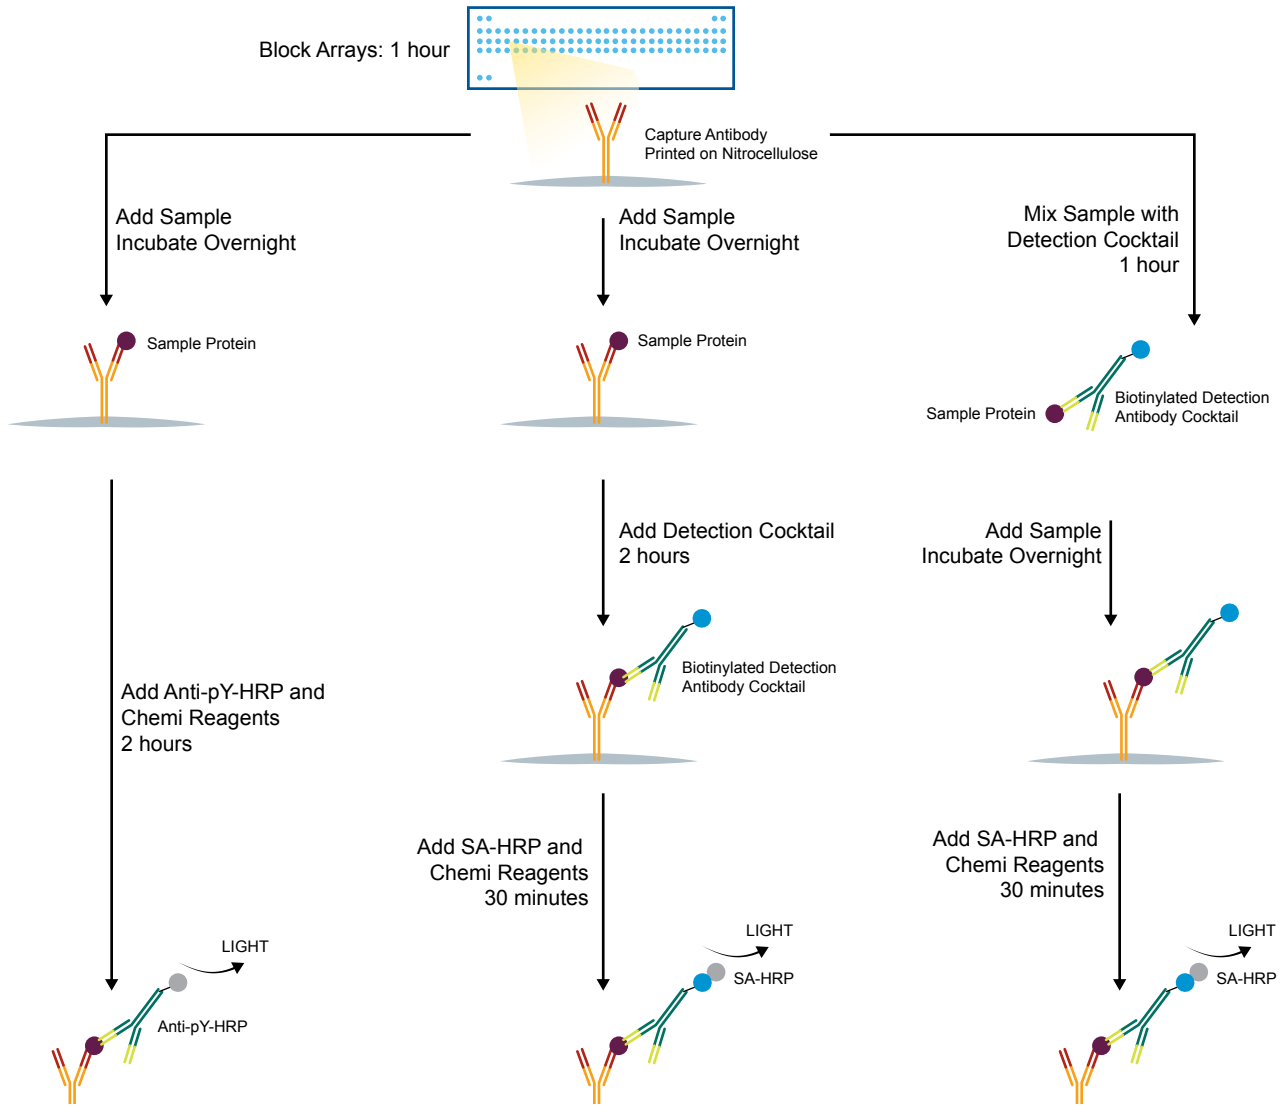 Block Arrays: 1 hour
Capture Antibody
Printed on Nitrocellulose
Add Sample
Incubate Overnight
Add Sample
Incubate Overnight
Mix Sample with
Detection Cocktail
1 hour
Sample Protein
Sample Protein
Sample Protein
Biotinylated Detection
Antibody Cocktail
Add Detection Cocktail
2 hours
Add Sample
Incubate Overnight
Biotinylated Detection
Antibody Cocktail
Add Anti-pY-HRP and
Chemi Reagents
2 hours
Add SA-HRP and
Chemi Reagents
30 minutes
Add SA-HRP and
Chemi Reagents
30 minutes
LIGHT
Anti-pY-HRP
LIGHT
SA-HRP
LIGHT
SA-HRP